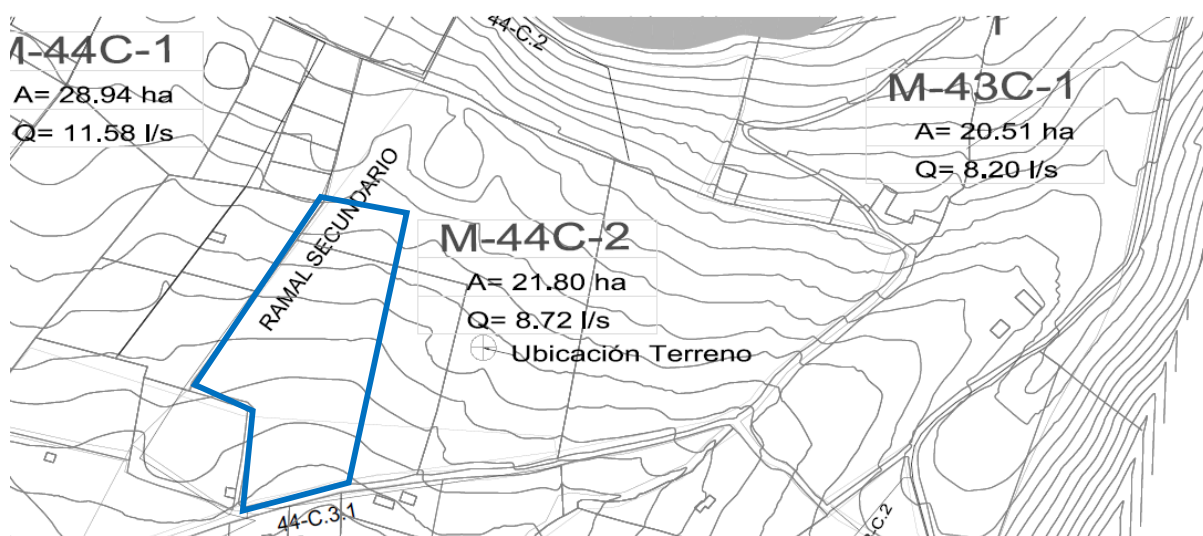 44-C.2
M-44C-1
A= 28.94 ha
Q= 11.58 l/s
M-43C-1
A= 20.51 ha
Q= 8.20 l/s
RAMAL SECUNDARIO
M-44C-2
A= 21.80 ha
Q= 8.72 l/s
Ubicación Terreno
44-C.3.1
C.2